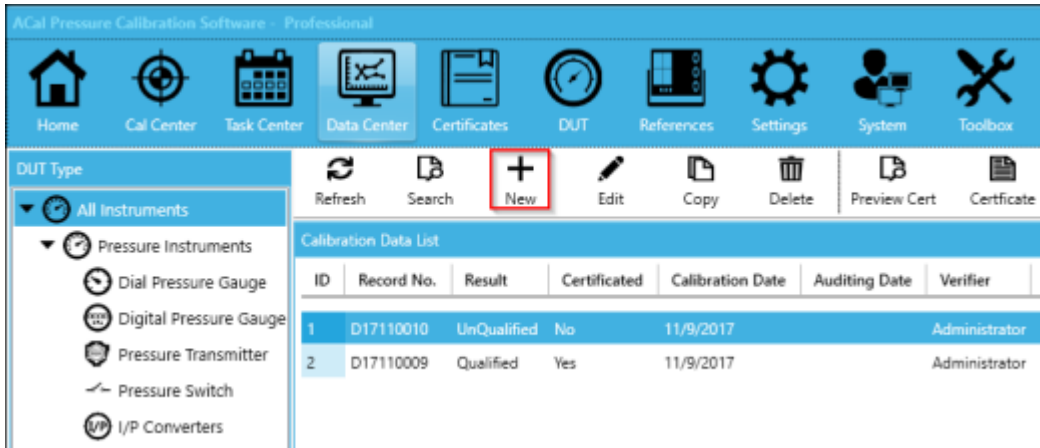 ACal Pressure Calibration Software - Professional
Home Cal Center Task Center Data Center Certificates DUT References Settings System Toolbox
DUT Type
Refresh Search New Edit Copy Delete Preview Cert Certficate
All Instruments
Pressure Instruments
Dial Pressure Gauge
Digital Pressure Gauge
Pressure Transmitter
Pressure Switch
I/P I/P Converters
Calibration Data List
ID Record No. Result Certificated Calibration Date Auditing Date Verifier
1 D17110010 UnQualified No 11/9/2017 Administrator
2 D17110009 Qualified Yes 11/9/2017 Administrator